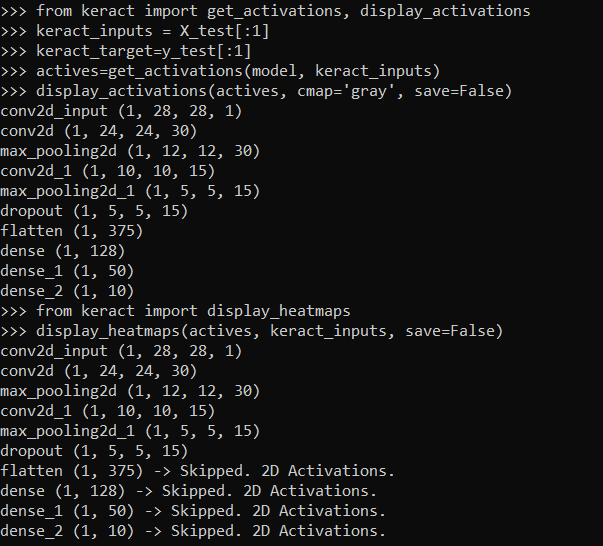 >>> from keract import get_activations, display_activations
>>> keract_inputs = X_test[:1]
>>> keract_target=y_test[:1]
>>> actives=get_activations(model, keract_inputs)
>>> display_activations(actives, cmap='gray', save=False)
conv2d_input (1, 28, 28, 1)
conv2d (1, 24, 24, 30)
max_pooling2d (1, 12, 12, 30)
conv2d_1 (1, 10, 10, 15)
max_pooling2d_1 (1, 5, 5, 15)
dropout (1, 5, 5, 15)
flatten (1, 375)
dense (1, 128)
dense_1 (1, 50)
dense_2 (1, 10)
>>> from keract import display_heatmaps
>>> display_heatmaps(actives, keract_inputs, save=False)
conv2d_input (1, 28, 28, 1)
conv2d (1, 24, 24, 30)
max_pooling2d (1, 12, 12, 30)
conv2d_1 (1, 10, 10, 15)
max_pooling2d_1 (1, 5, 5, 15)
dropout (1, 5, 5, 15)
flatten (1, 375) -> Skipped. 2D Activations.
dense (1, 128) -> Skipped. 2D Activations.
dense_1 (1, 50) -> Skipped. 2D Activations.
dense_2 (1, 10) -> Skipped. 2D Activations.